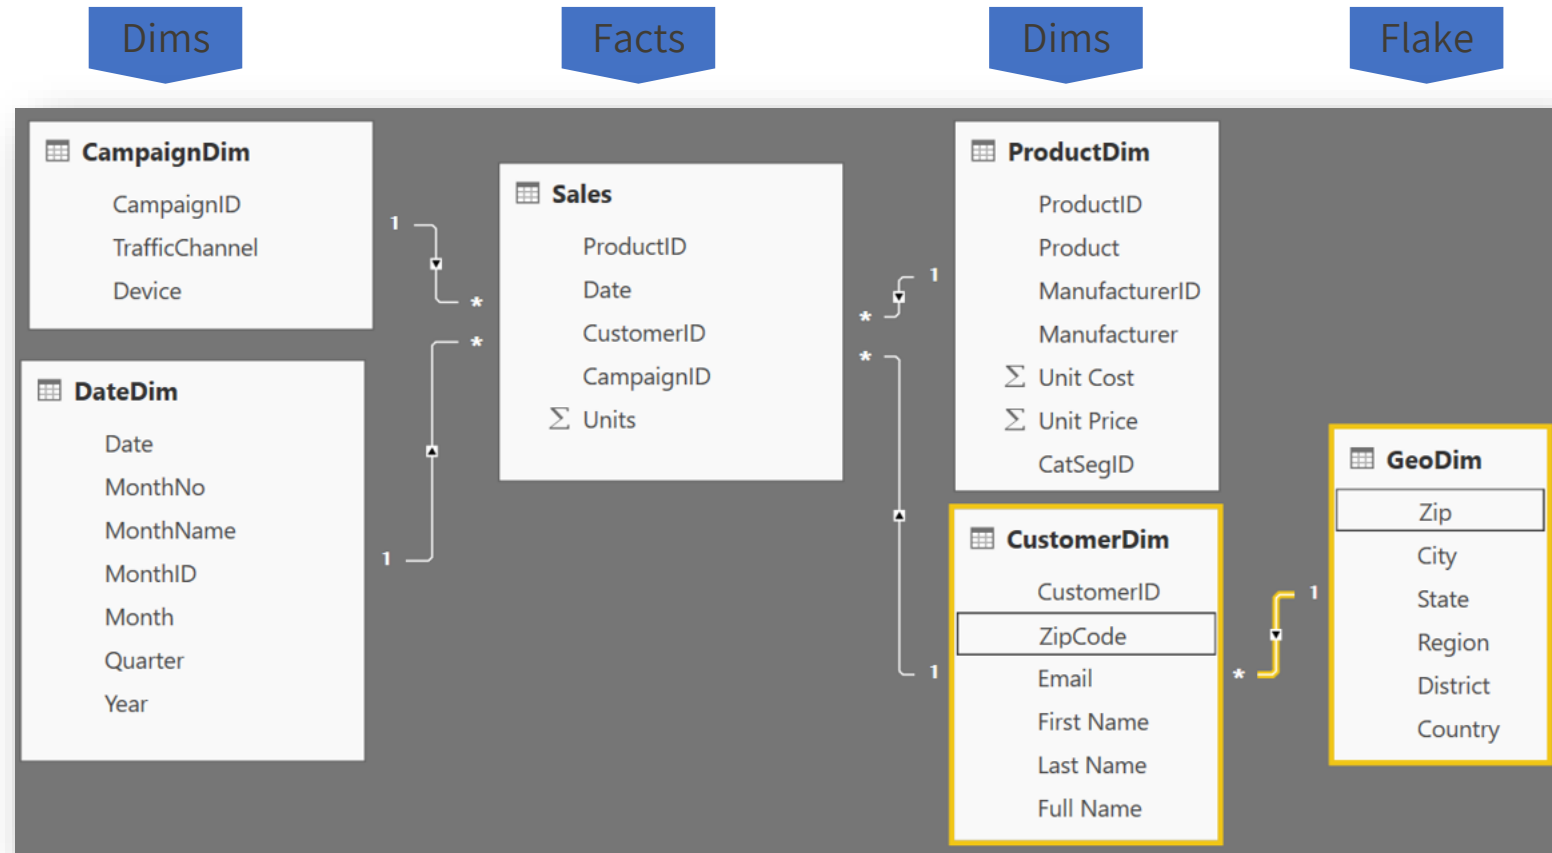 Dims
Facts
Dims
Flake
CampaignDim
CampaignID
TrafficChannel
Device
DateDim
Date
MonthNo
MonthName
MonthID
Month
Quarter
Year
1
*
*
1
Sales
ProductID
Date
CustomerID
CampaignID
Σ Units
*
1
*
1
ProductDim
ProductID
Product
ManufacturerID
Manufacturer
Σ Unit Cost
Σ Unit Price
CatSegID
CustomerDim
CustomerID
ZipCode
Email
First Name
Last Name
Full Name
*
1
GeoDim
Zip
City
State
Region
District
Country